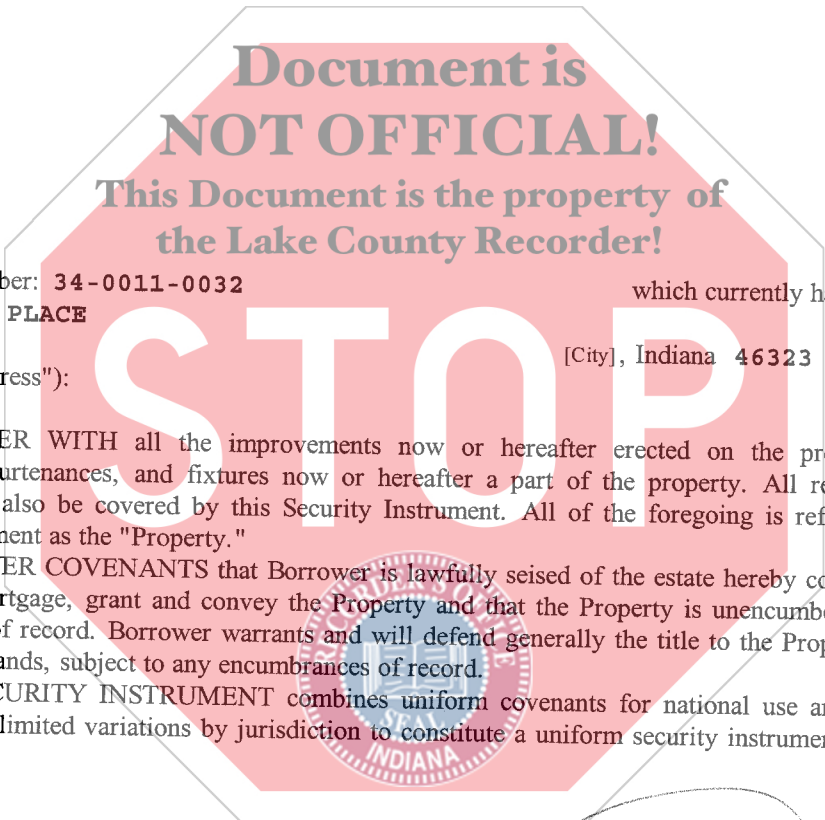 Document is
NOT OFFICIAL!
This Document is the property of
the Lake County Recorder!
ber: 34-0011-0032
which currently h
PLACE
[City], Indiana 46323
ress"):
STOP
ER WITH all the improvements now or hereafter erected on the pr
urtenances, and fixtures now or hereafter a part of the property. All re
also be covered by this Security Instrument. All of the foregoing is ref
ment as the "Property."
ER COVENANTS that Borrower is lawfully seised of the estate hereby co
rtgage, grant and convey the Property and that the Property is unencumbe
f record. Borrower warrants and will defend generally the title to the Prop
ands, subject to any encumbrances of record.
CURITY INSTRUMENT combines uniform covenants for national use an
limited variations by jurisdiction to constitute a uniform security instrumen
RECORDER'S OFFICE
SEAL
INDIANA